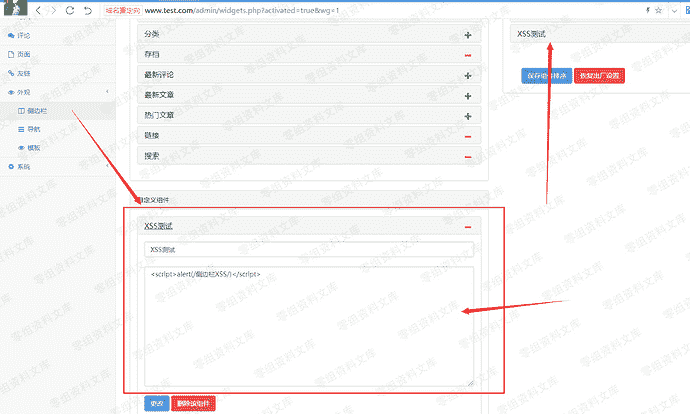 域名重定向 www.test.com/admin/widgets.php?activated=true&wg=1
评论
页面
友链
外观
侧边栏
导航
模板
系统
分类
存档
最新评论
最新文章
热门文章
链接
搜索
自定义组件
XSS测试
XSS测试
<script>alert(/侧边栏XSS/)</script>
更改
删除该组件
XSS测试
保存组件排序
恢复出厂设置
零组资料文库